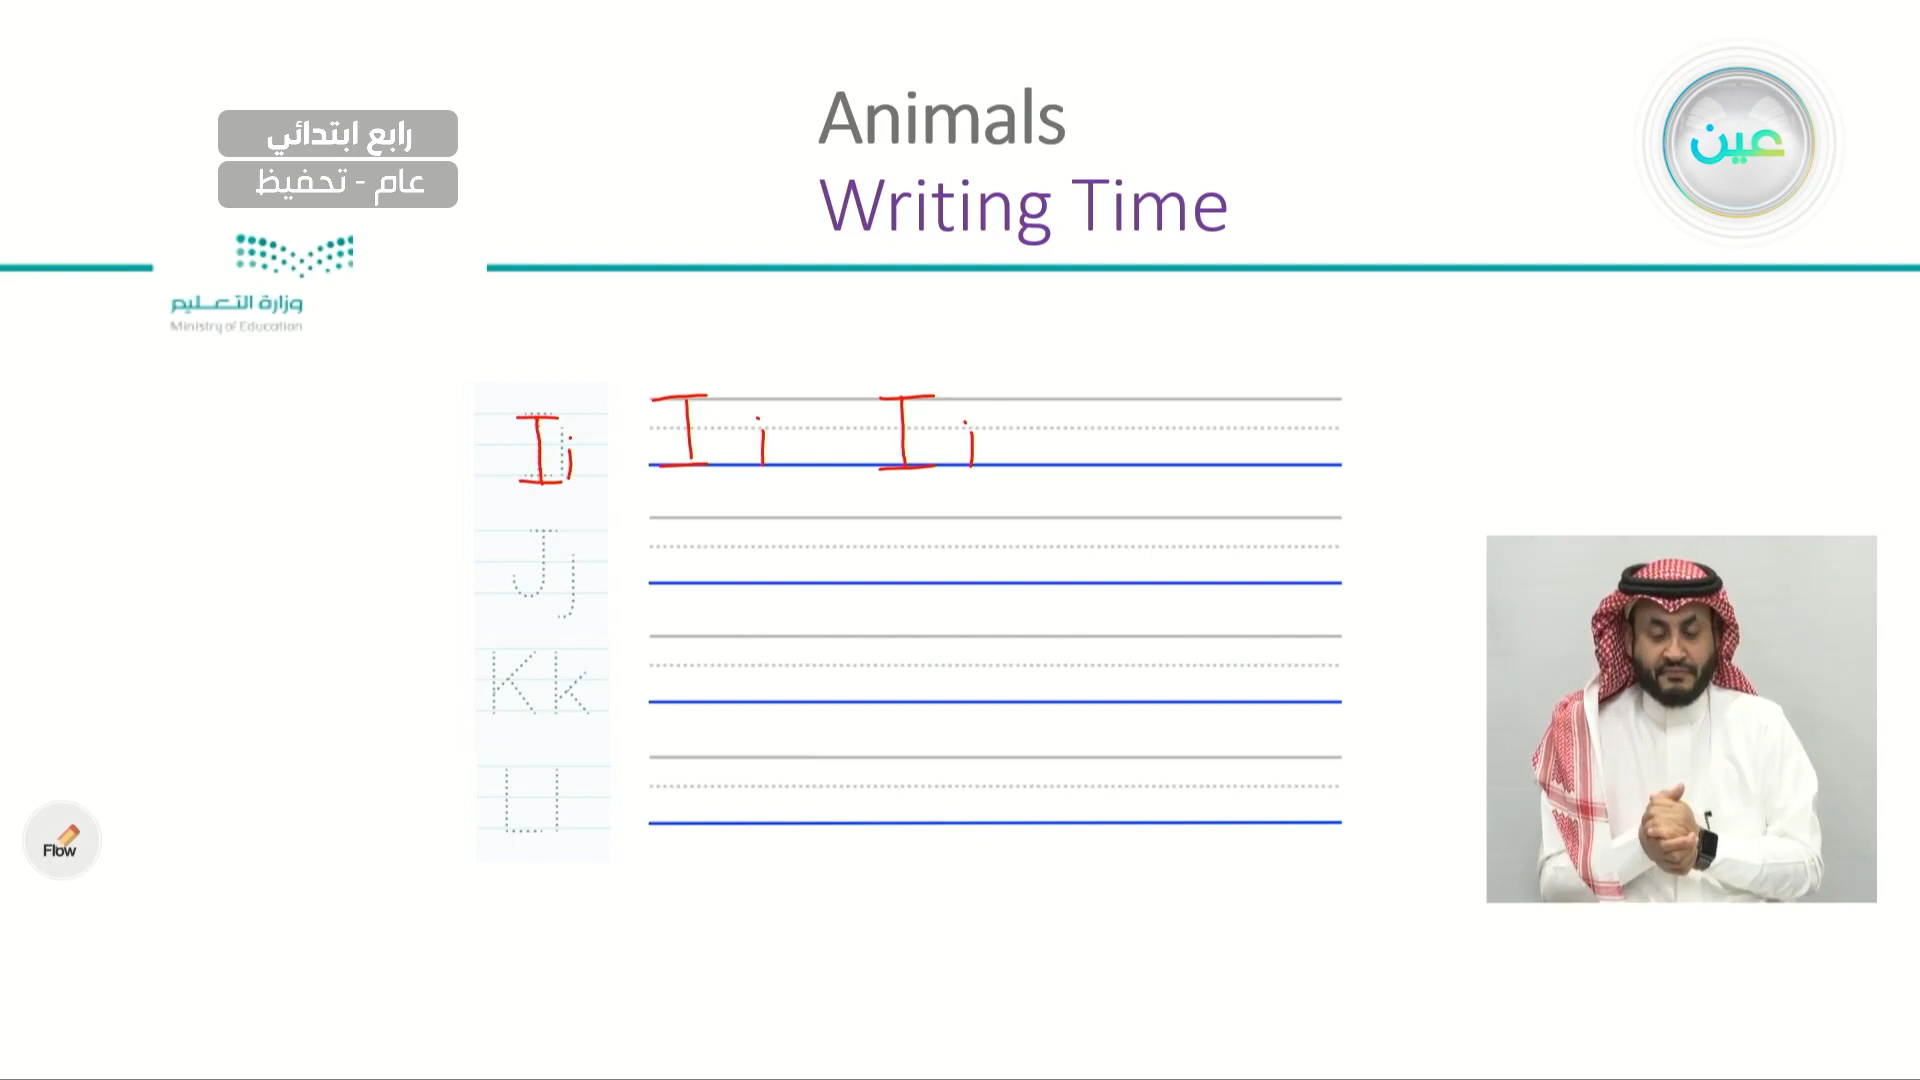 Animals
Writing Time
رابع ابتدائي
عام - تحفيظ
عين
وزارة التعليم
Ministry of Education
Ii I i I i
Jj
Kk
Ll
Flow